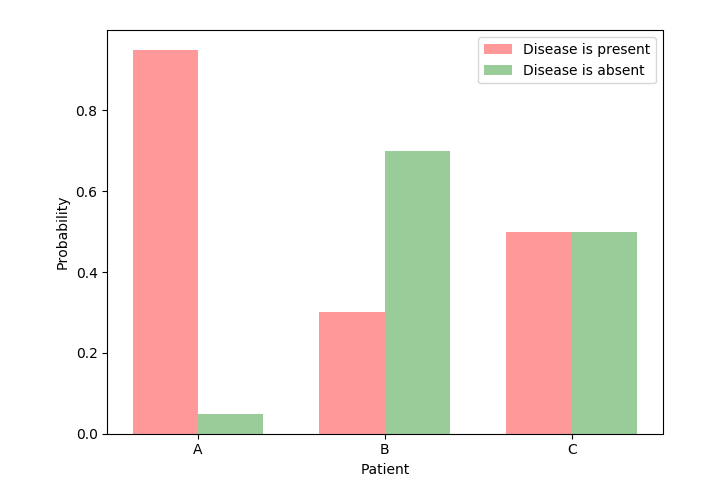 Disease is present
Disease is absent
0.8
0.6
0.4
0.2
0.0
Probability
A B C
Patient